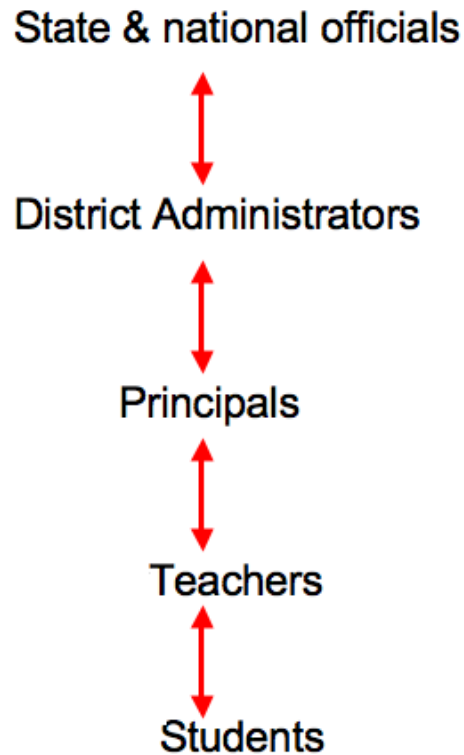 State & national officials
District Administrators
Principals
Teachers
Students